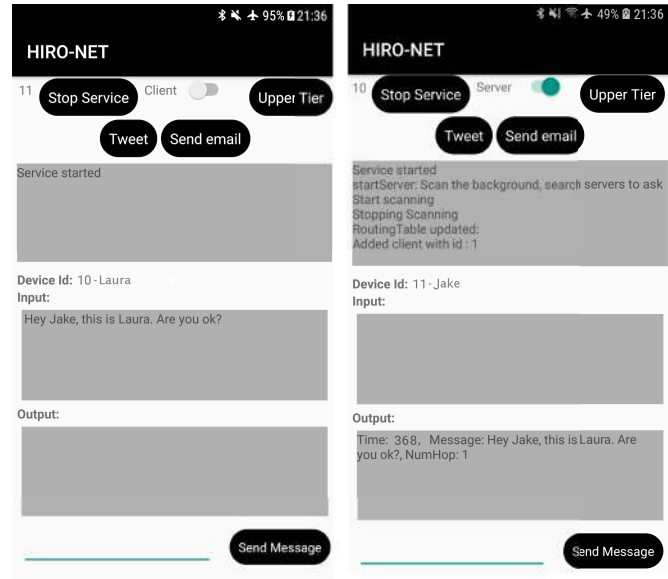 95% 21:36
HIRO-NET
11 Stop Service Client Upper Tier
Tweet Send email
Service started
Device Id: 10-Laura
Input:
Hey Jake, this is Laura. Are you ok?
Output:
Send Message
49% 21:36
HIRO-NET
10 Stop Service Server Upper Tier
Tweet Send email
Service started
startServer: Scan the background, search servers to ask
Start scanning
Stopping Scanning
RoutingTable updated:
Added client with id : 1
Device Id: 11-Jake
Input:
Output:
Time: 368, Message: Hey Jake, this is Laura. Are
you ok?, NumHop: 1
Send Message